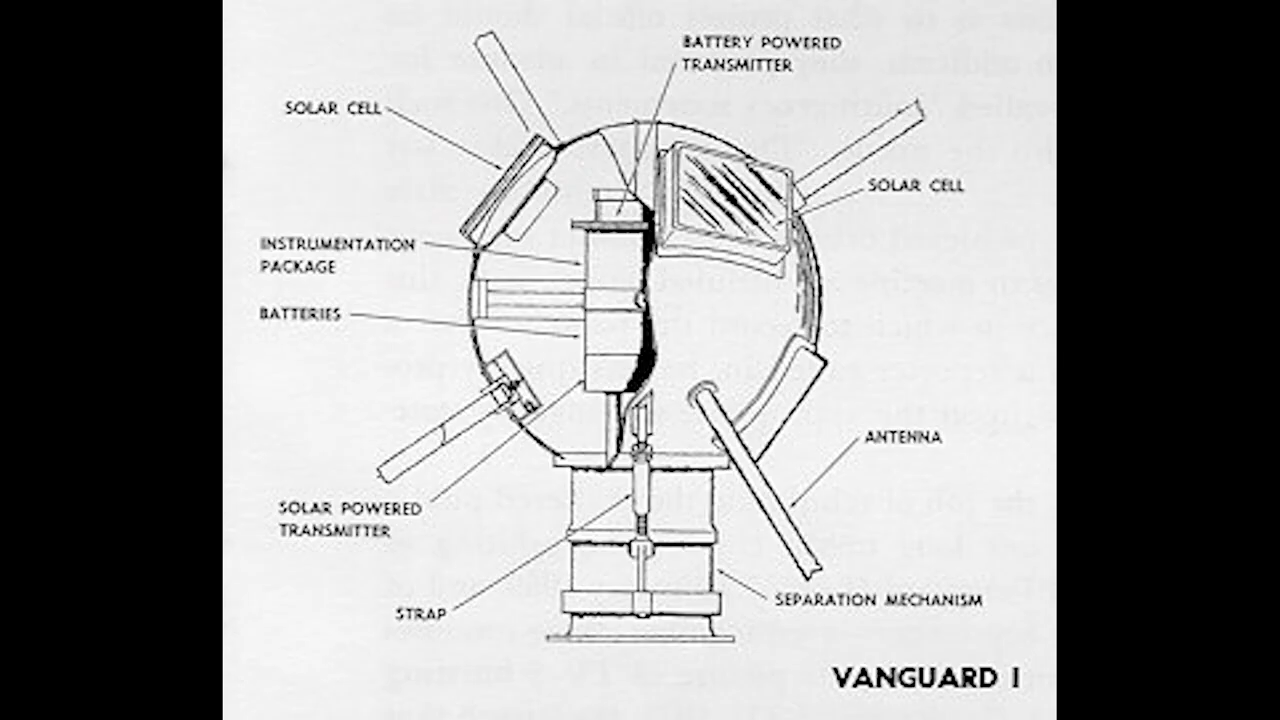 BATTERY POWERED
TRANSMITTER
SOLAR CELL
SOLAR CELL
INSTRUMENTATION
PACKAGE
BATTERIES
ANTENNA
SOLAR POWERED
TRANSMITTER
STRAP
SEPARATION MECHANISM
VANGUARD I